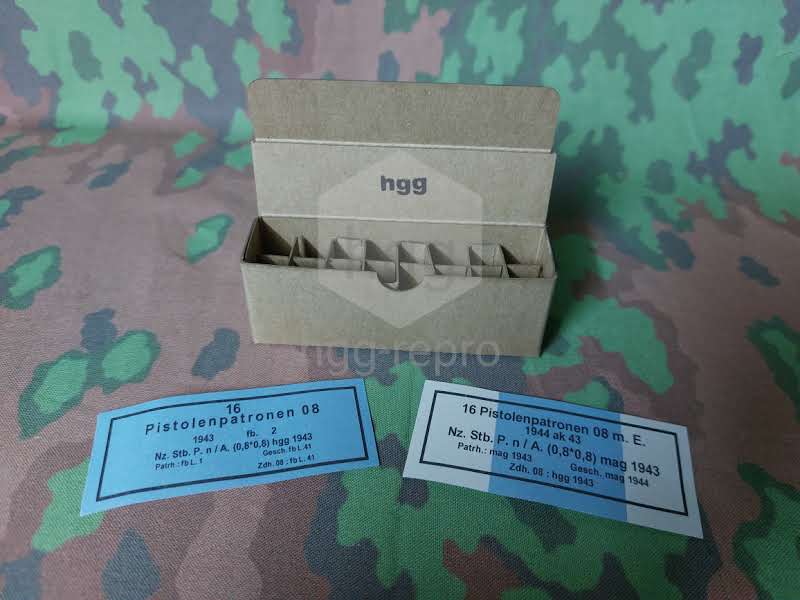 hgg
hgg
hgg-repro
16
Pistolenpatronen 08
1943 fb. 2
Nz. Stb. P. n / A. (0,8*0,8) hgg 1943
Patrh.: fb L. 1 Gesch. fb L. 41
Zdh. 08 : fb L. 41
16 Pistolenpatronen 08 m. E.
1944 ak 43
Nz. Stb. P. n / A. (0,8*0,8) mag 1943
Patrh.: mag 1943 Gesch. mag 1944
Zdh. 08 : hgg 1943